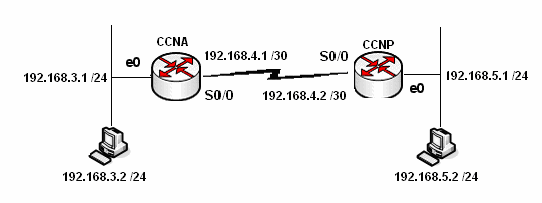 CCNA
192.168.4.1 /30
S0/0
CCNP
e0
192.168.3.1 /24
192.168.5.1 /24
S0/0
192.168.4.2 /30
e0
192.168.3.2 /24
192.168.5.2 /24